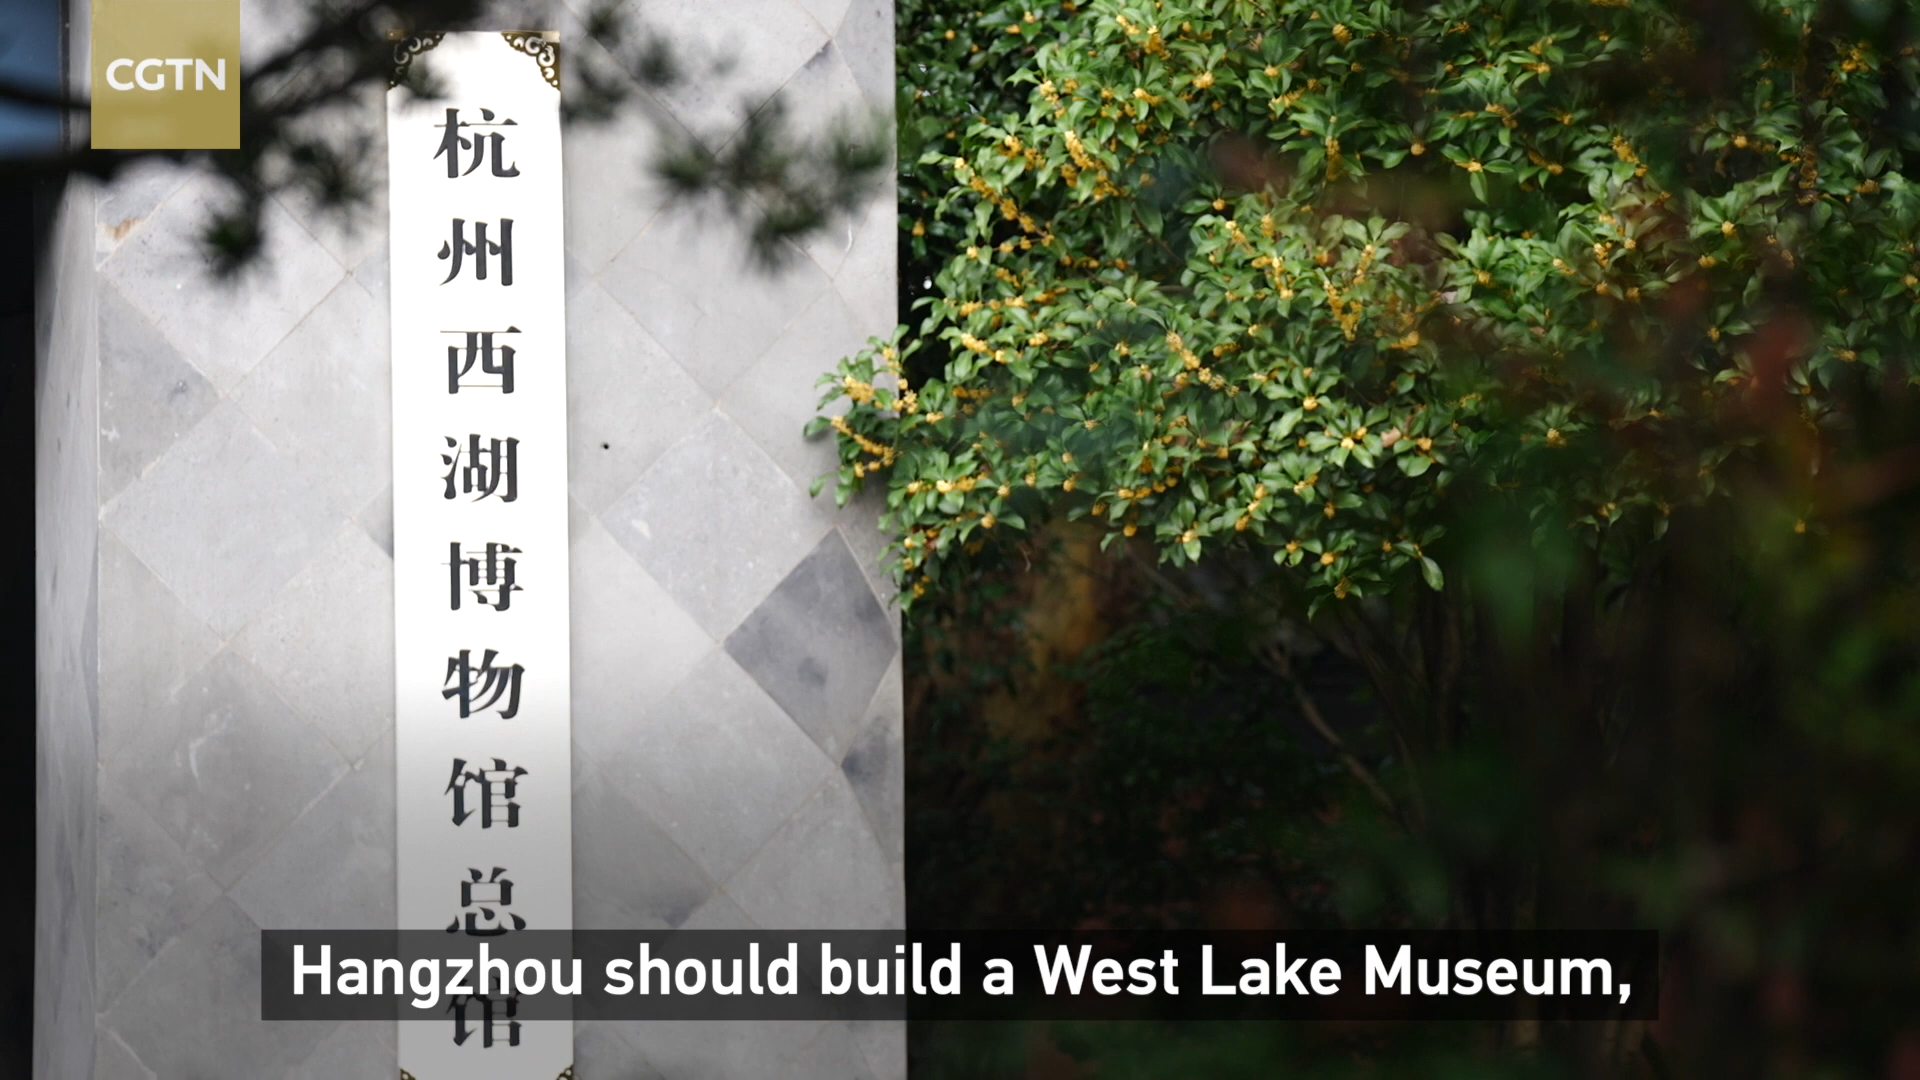 CGTN
杭州西湖博物馆总馆
Hangzhou should build a West Lake Museum,